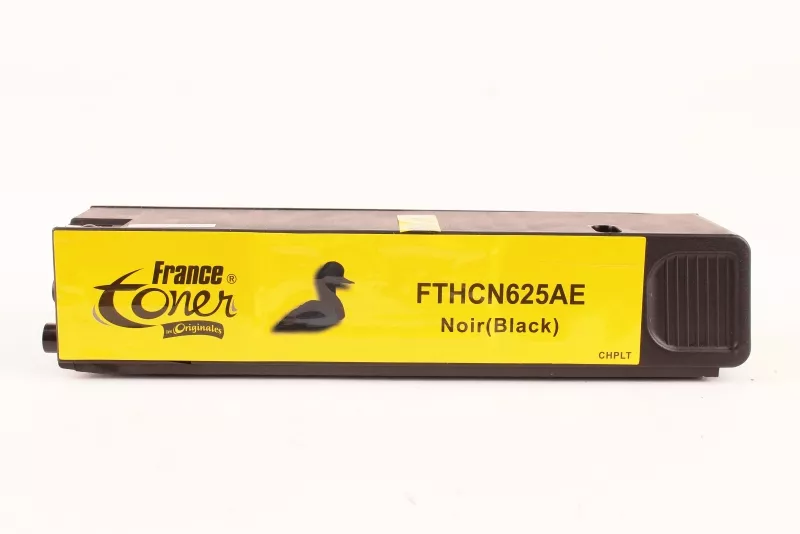 France
toner®
Les Originales
FTHCN625AE
Noir(Black)
CHPLT